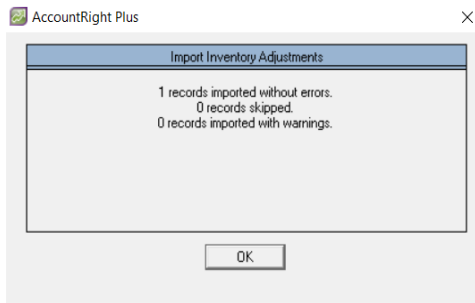 AccountRight Plus
Import Inventory Adjustments
1 records imported without errors.
0 records skipped.
0 records imported with warnings.
OK